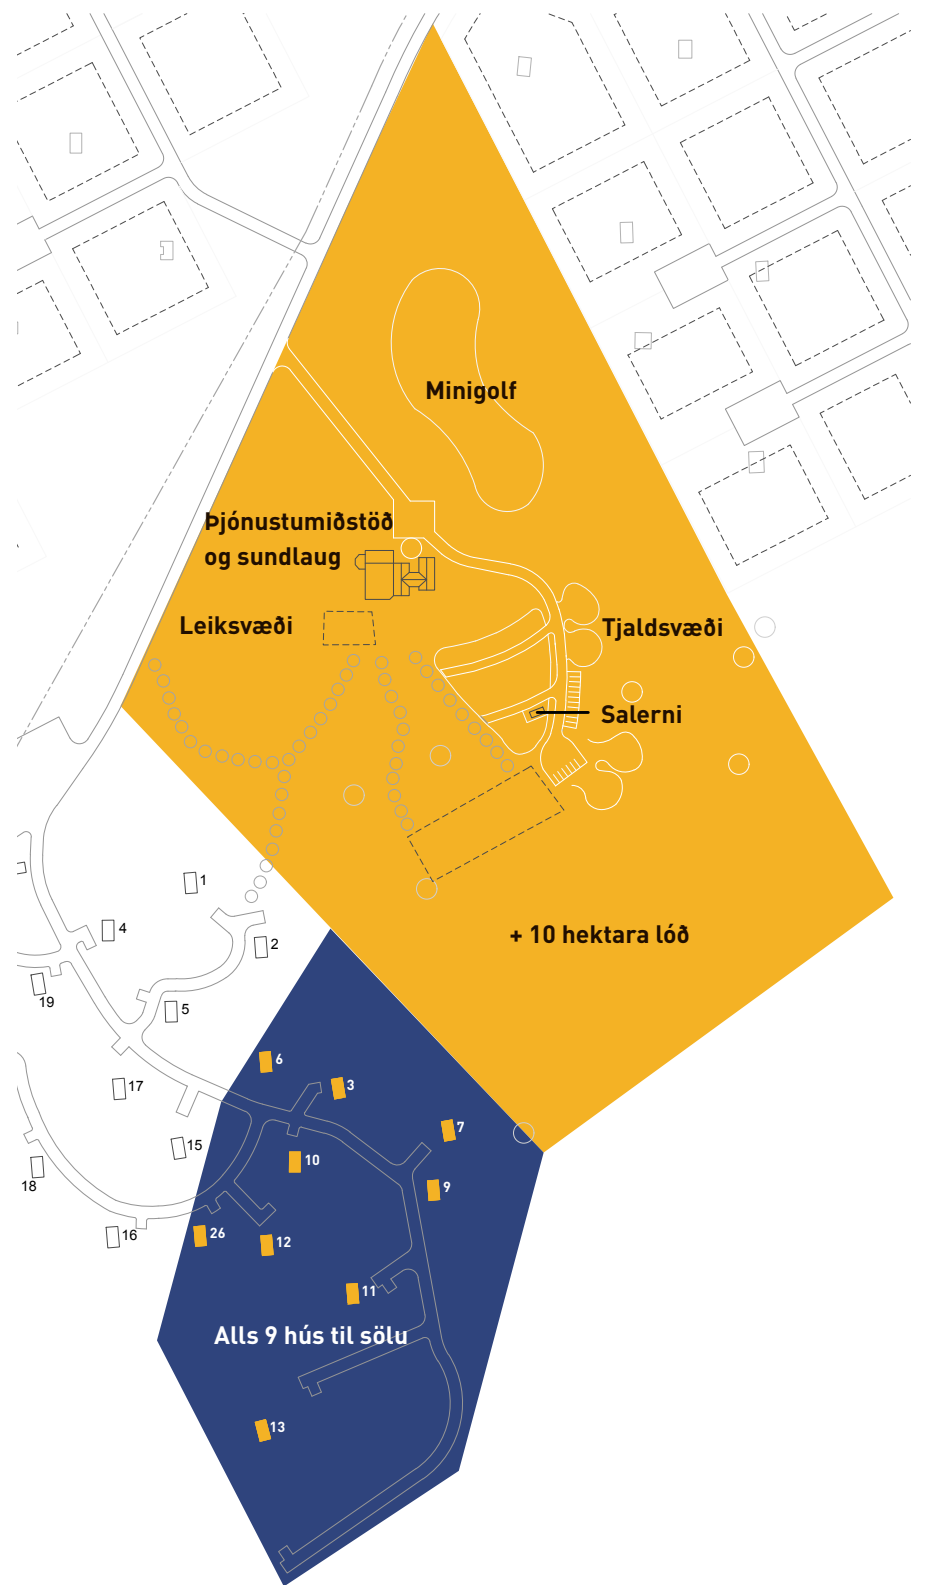 Minigolf
Þjónustumiðstöð
og sundlaug
Leiksvæði
Tjaldsvæði
Salerni
1
4
2
+ 10 hektara lóð
19
5
6
3
17
7
15
10
18
9
26
16
12
11
Alls 9 hús til sölu
13